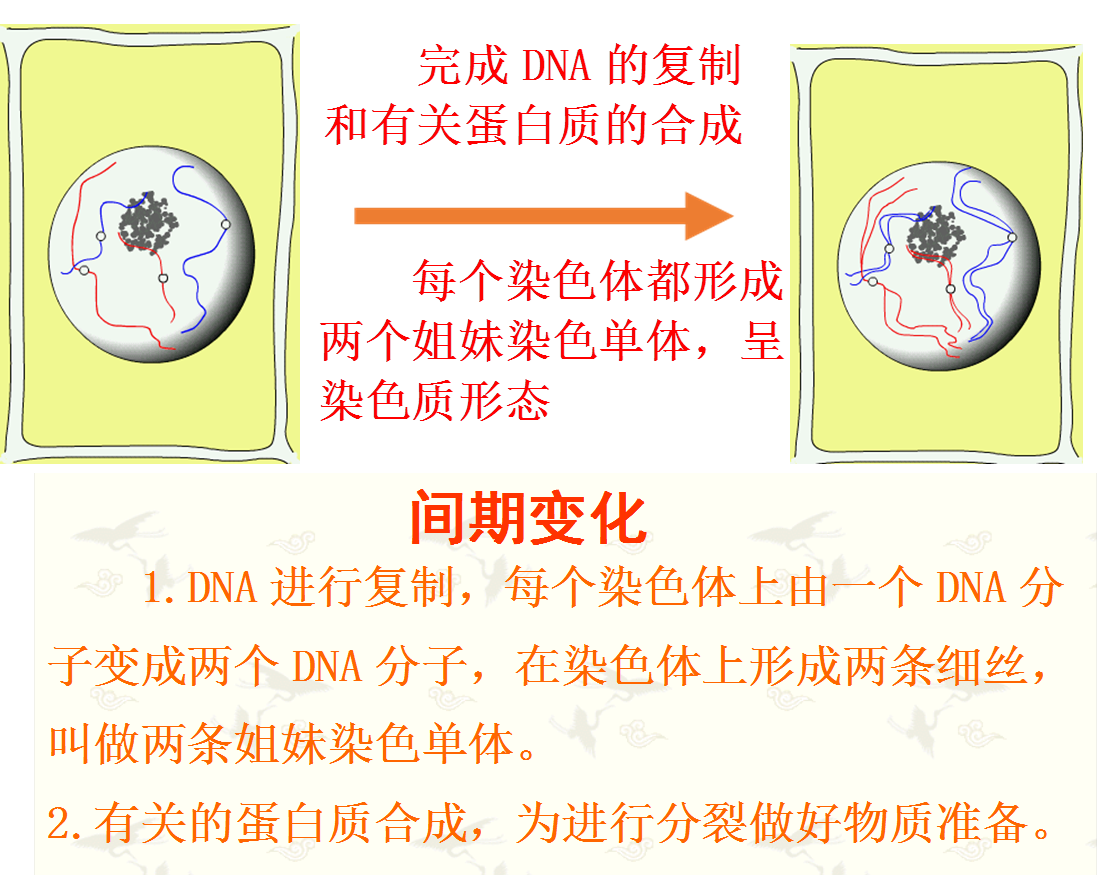 完成 DNA 的复制
和有关蛋白质的合成
每个染色体都形成
两个姐妹染色单体，呈
染色质形态
间期变化
1.DNA 进行复制，每个染色体上由一个 DNA 分
子变成两个 DNA 分子，在染色体上形成两条细丝，
叫做两条姐妹染色单体。
2.有关的蛋白质合成，为进行分裂做好物质准备。